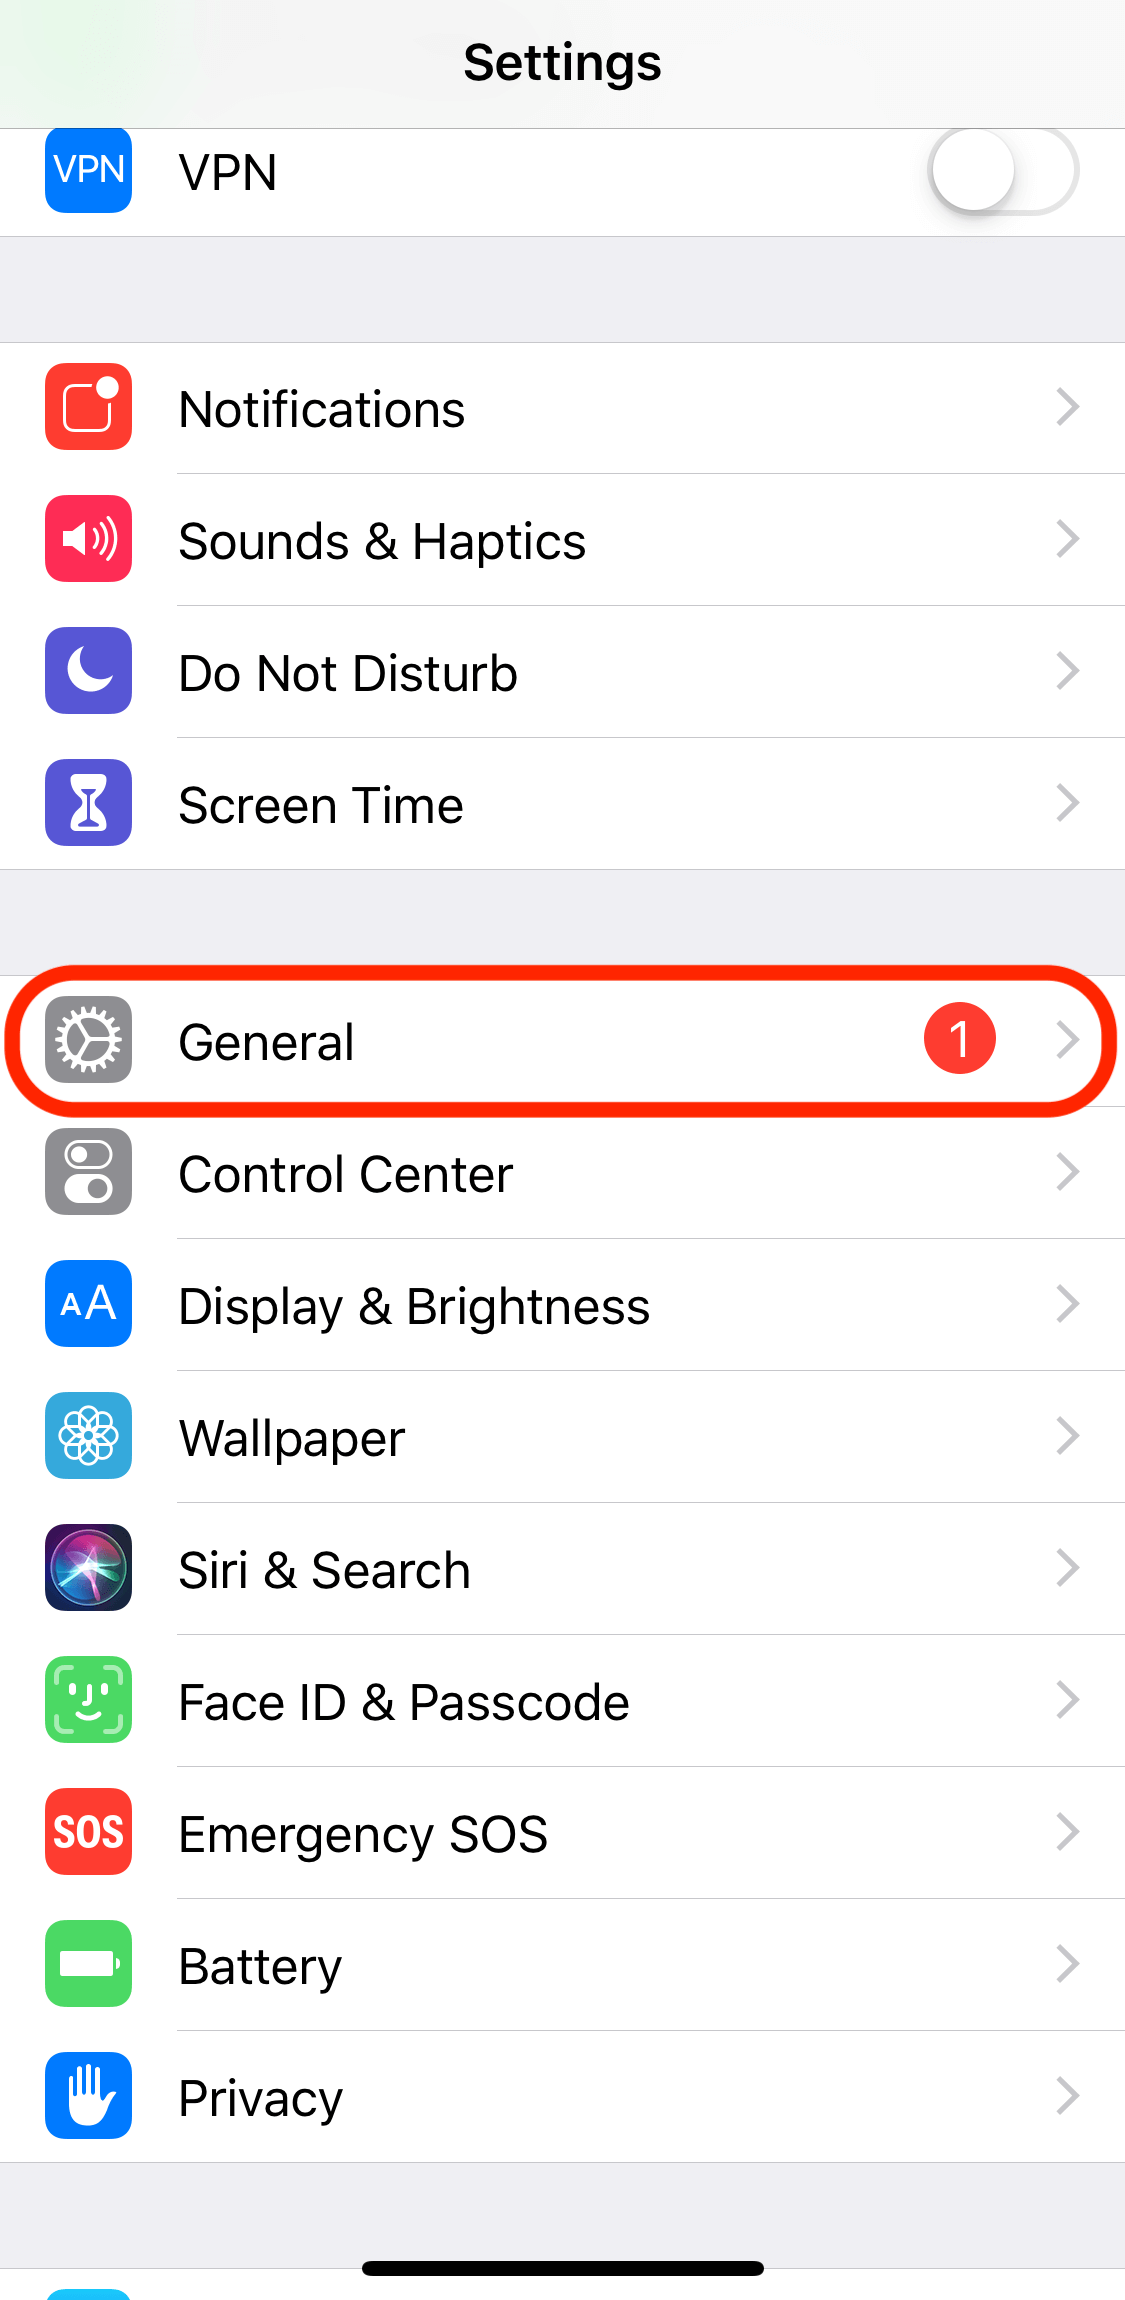 Settings
VPN VPN
Notifications
Sounds & Haptics
Do Not Disturb
Screen Time
General 1
Control Center
AA Display & Brightness
Wallpaper
Siri & Search
Face ID & Passcode
SOS Emergency SOS
Battery
Privacy